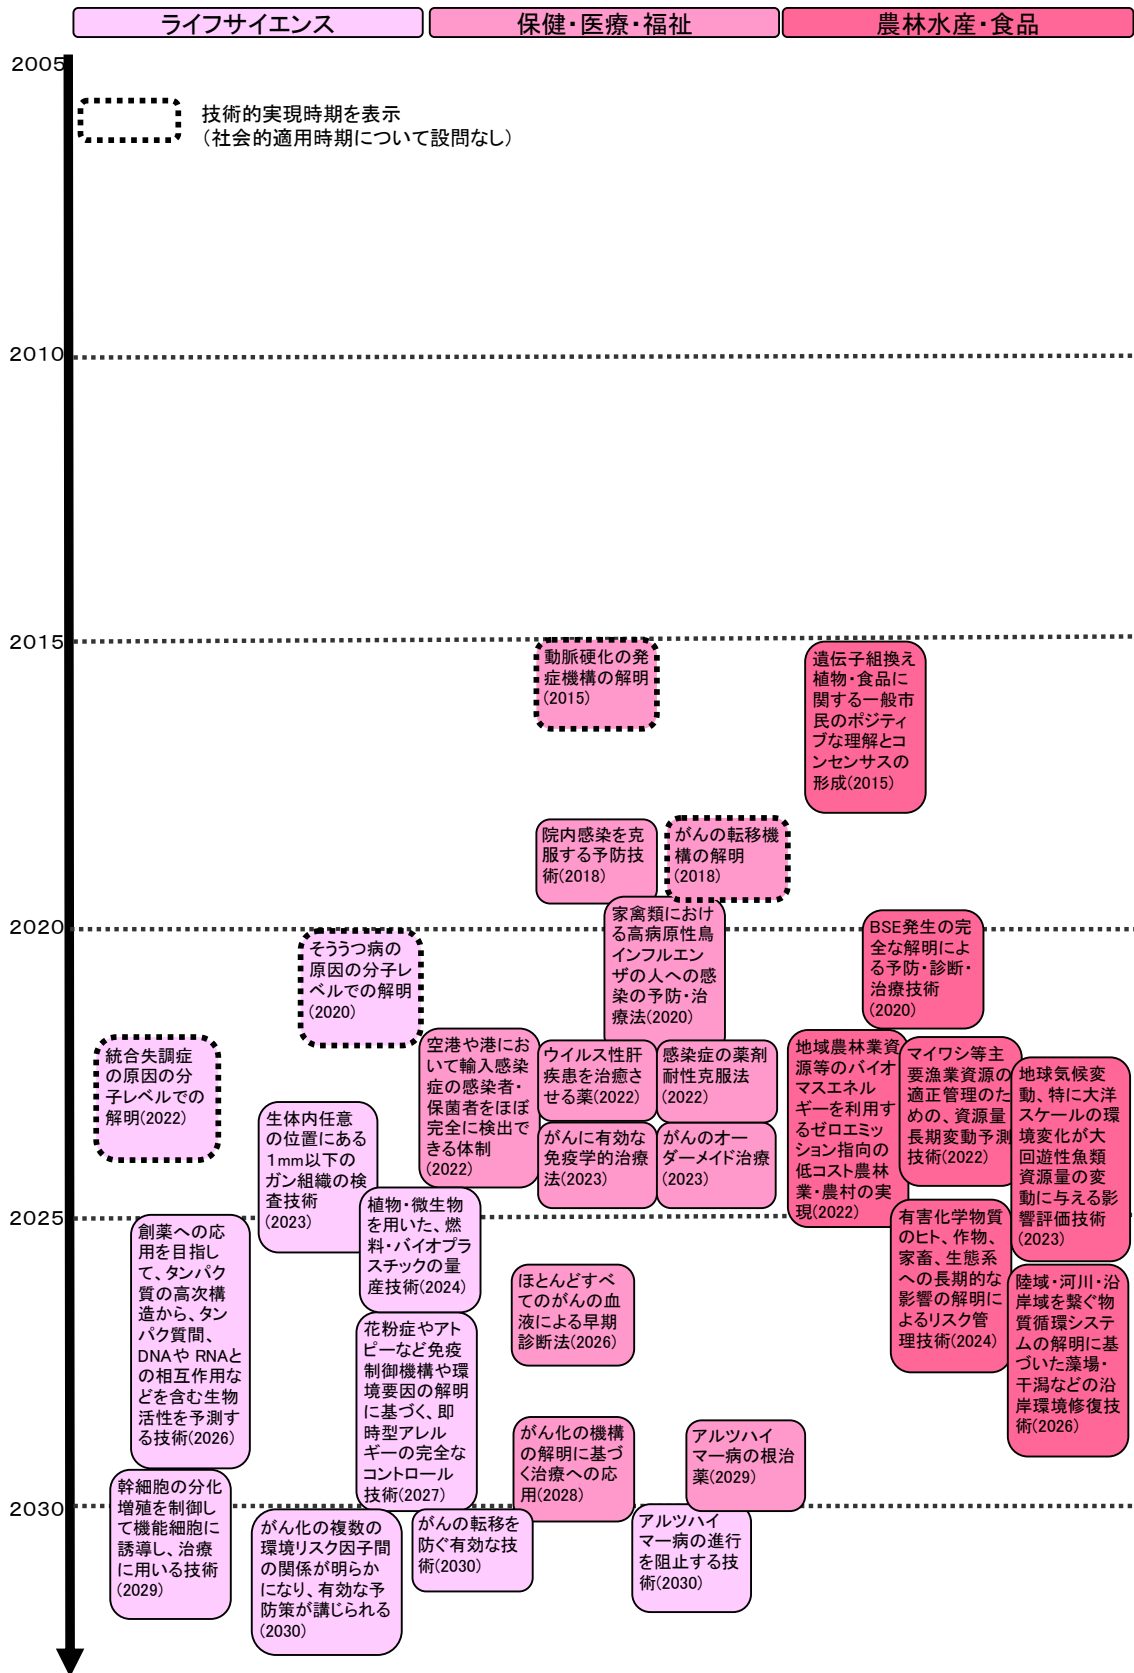 ライフサイエンス
保健・医療・福祉
農林水産・食品
2005
技術的実現時期を表示
（社会的適用時期について設問なし）
2010
2015
動脈硬化の発
症機構の解明
(2015)
遺伝子組換え
植物・食品に
関する一般市
民のポジティ
ブな理解とコ
ンセンサスの
形成(2015)
院内感染を克
服する予防技
術(2018)
がんの転移機
構の解明
(2018)
家禽類におけ
る高病原性鳥
インフルエン
ザの人への感
染の予防・治
療法(2020)
2020
BSE発生の完
全な解明によ
る予防・診断・
治療技術
(2020)
そううつ病の
原因の分子レ
ベルでの解明
(2020)
統合失調症
の原因の分
子レベルでの
解明(2022)
空港や港にお
いて輸入感染
症の感染者・
保菌者をほぼ
完全に検出で
きる体制
(2022)
ウイルス性肝
疾患を治癒さ
せる薬(2022)
感染症の薬剤
耐性克服法
(2022)
地域農林業資
源等のバイオ
マスエネル
ギーを利用す
るゼロエミッ
ション指向の
低コスト農林
業・農村の実
現(2022)
マイワシ等主
要漁業資源の
適正管理のた
めの、資源量
長期変動予測
技術(2022)
地球気候変
動、特に大洋
スケールの環
境変化が大
回遊性魚類
資源量の変
動に与える影
響評価技術
(2023)
生体内任意
の位置にある
1mm以下の
ガン組織の検
査技術
(2023)
がんに有効な
免疫学的治療
法(2023)
がんのオー
ダーメイド治療
(2023)
植物・微生物
を用いた、燃
料・バイオプラ
スチックの量
産技術(2024)
有害化学物質
のヒト、作物、
家畜、生態系
への長期的な
影響の解明に
よるリスク管
理技術(2024)
2025
創薬への応
用を目指し
て、タンパク
質の高次構
造から、タン
パク質間、
DNAや RNAと
の相互作用な
どを含む生物
活性を予測す
る技術(2026)
ほとんどすべ
てのがんの血
液による早期
診断法(2026)
陸域・河川・沿
岸域を繋ぐ物
質循環システ
ムの解明に基
づいた藻場・
干潟などの沿
岸環境修復技
術(2026)
花粉症やアト
ピーなど免疫
制御機構や環
境要因の解明
に基づく、即
時型アレル
ギーの完全な
コントロール
技術(2027)
がん化の機構
の解明に基づ
く治療への応
用(2028)
アルツハイ
マー病の根治
薬(2029)
幹細胞の分化
増殖を制御し
て機能細胞に
誘導し、治療
に用いる技術
(2029)
2030
がん化の複数の
環境リスク因子間
の関係が明らか
になり、有効な予
防策が講じられる
(2030)
がんの転移を
防ぐ有効な技
術(2030)
アルツハイ
マー病の進行
を阻止する技
術(2030)